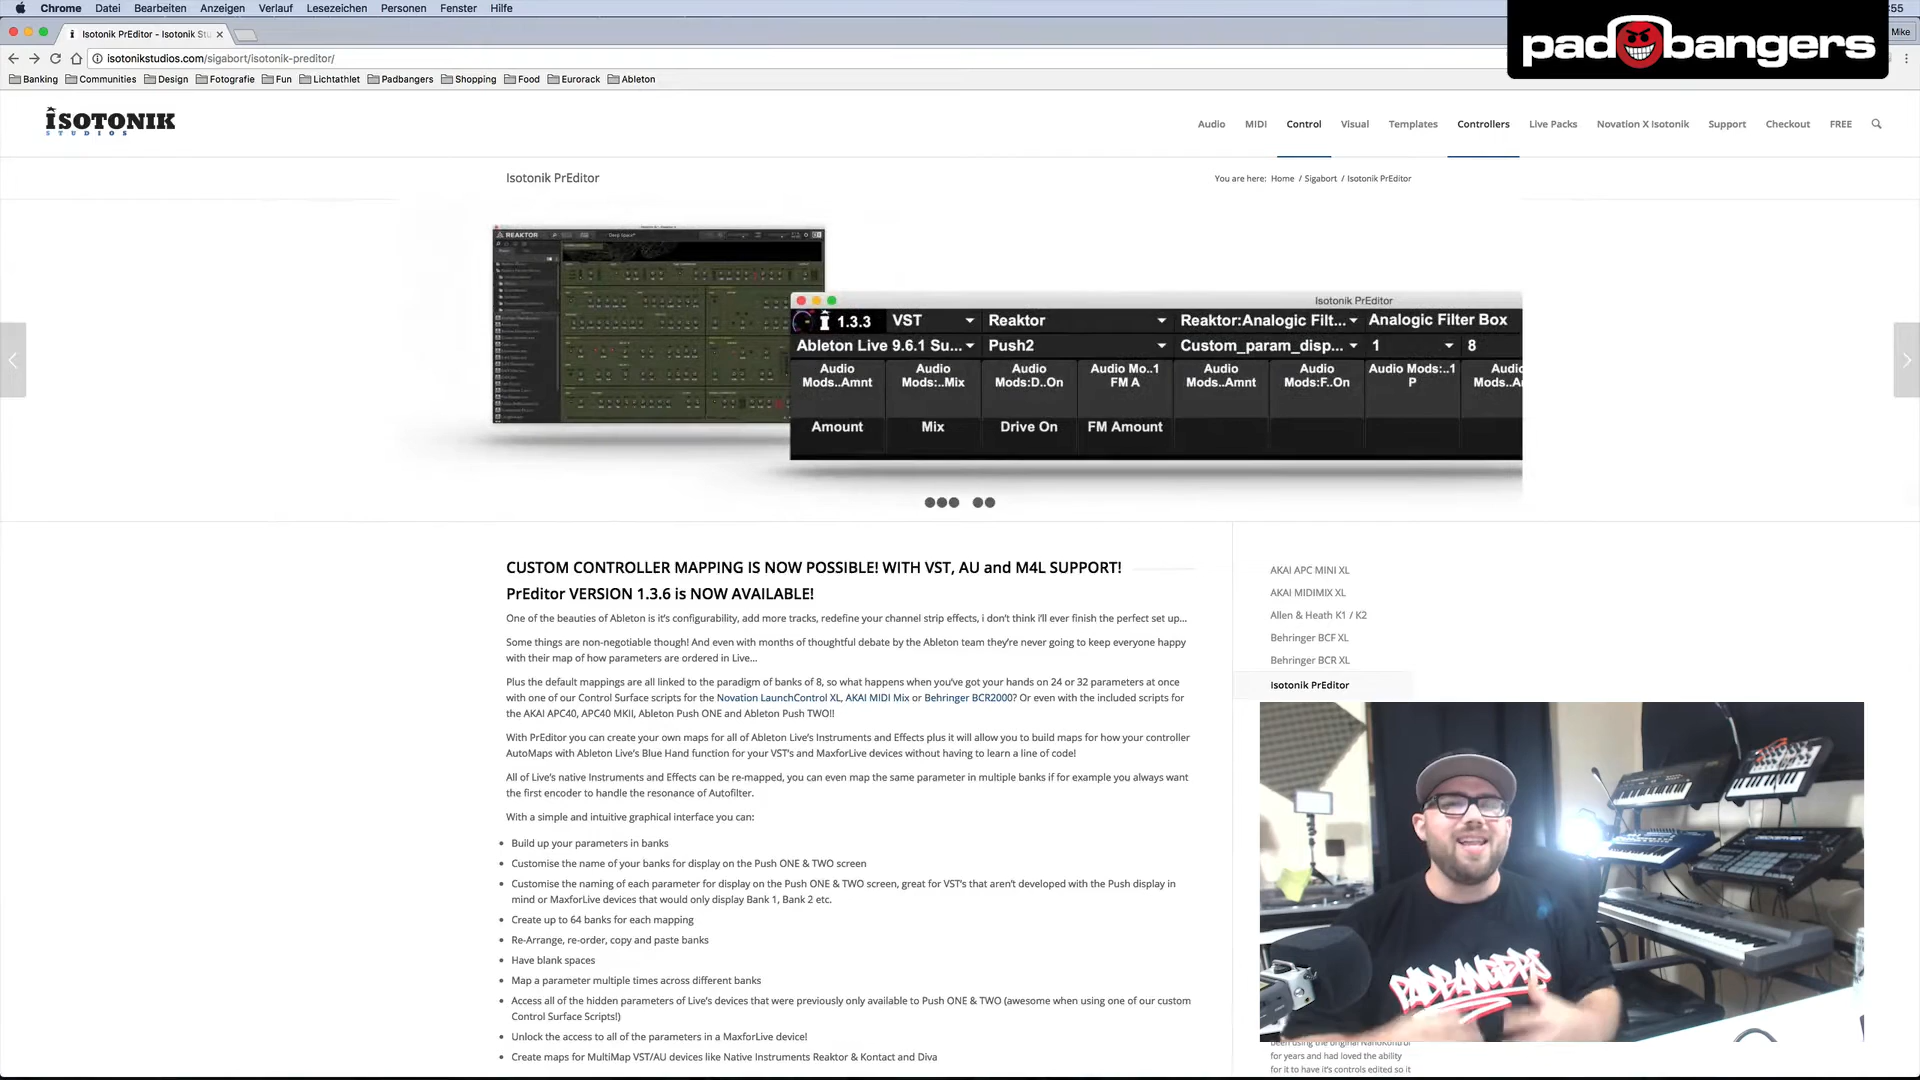 Chrome Datei Bearbeiten Anzeigen Verlauf Lesezeichen Personen Fenster Hilfe
:55
Isotonik PrEditor - Isotonik Stu
Mike
padbangers
isotonikstudios.com/sigabort/isotonik-preditor/
Banking Communities Design Fotografie Fun Lichtathlet Padbangers Shopping Food Eurorack Ableton
ISOTONIK
STUDIOS
Audio MIDI Control Visual Templates Controllers Live Packs Novation X Isotonik Support Checkout FREE
Isotonik PrEditor
You are here: Home / Sigabort / Isotonik PrEditor
REAKTOR
Isotonik PrEditor
1.3.3 VST Reaktor Reaktor:Analogic Filt... Analogic Filter Box
Ableton Live 9.6.1 Su... Push2 Custom_param_disp... 1 8
Audio Mods..Amnt
Audio Mods:..Mix
Audio Mods:D..On
Audio Mo..1 FM A
Audio Mods..Amnt
Audio Mods:F..On
Audio Mods:..1 P
Audio Mods..A
Amount Mix Drive On FM Amount
CUSTOM CONTROLLER MAPPING IS NOW POSSIBLE! WITH VST, AU and M4L SUPPORT!
PrEditor VERSION 1.3.6 is NOW AVAILABLE!
One of the beauties of Ableton is it's configurability, add more tracks, redefine your channel strip effects, i don't think i'll ever finish the perfect set up...
Some things are non-negotiable though! And even with months of thoughtful debate by the Ableton team they're never going to keep everyone happy
with their map of how parameters are ordered in Live...
Plus the default mappings are all linked to the paradigm of banks of 8, so what happens when you've got your hands on 24 or 32 parameters at once
with one of our Control Surface scripts for the Novation LaunchControl XL, AKAI MIDI Mix or Behringer BCR2000? Or even with the included scripts for
the AKAI APC40, APC40 MKII, Ableton Push ONE and Ableton Push TWO!!
With PrEditor you can create your own maps for all of Ableton Live's Instruments and Effects plus it will allow you to build maps for how your controller
AutoMaps with Ableton Live's Blue Hand function for your VST's and MaxforLive devices without having to learn a line of code!
All of Live's native Instruments and Effects can be re-mapped, you can even map the same parameter in multiple banks if for example you always want
the first encoder to handle the resonance of Autofilter.
With a simple and intuitive graphical interface you can:
Build up your parameters in banks
Customise the name of your banks for display on the Push ONE & TWO screen
Customise the naming of each parameter for display on the Push ONE & TWO screen, great for VST's that aren't developed with the Push display in
mind or MaxforLive devices that would only display Bank 1, Bank 2 etc.
Create up to 64 banks for each mapping
Re-Arrange, re-order, copy and paste banks
Have blank spaces
Map a parameter multiple times across different banks
Access all of the hidden parameters of Live's devices that were previously only available to Push ONE & TWO (awesome when using one of our custom
Control Surface Scripts!)
Unlock the access to all of the parameters in a MaxforLive device!
Create maps for MultiMap VST/AU devices like Native Instruments Reaktor & Kontact and Diva
AKAI APC MINI XL
AKAI MIDIMIX XL
Allen & Heath K1 / K2
Behringer BCF XL
Behringer BCR XL
Isotonik PrEditor
PADBANGERS
been using the original NanoKontrol
for years and had loved the ability
for it to have it's controls edited so it